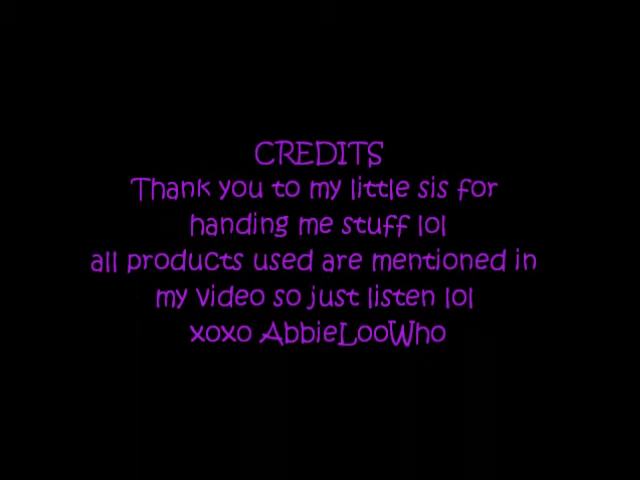 CREDITS
Thank you to my little sis for
handing me stuff lol
all products used are mentioned in
my video so just listen lol
xoxo AbbieLooWho